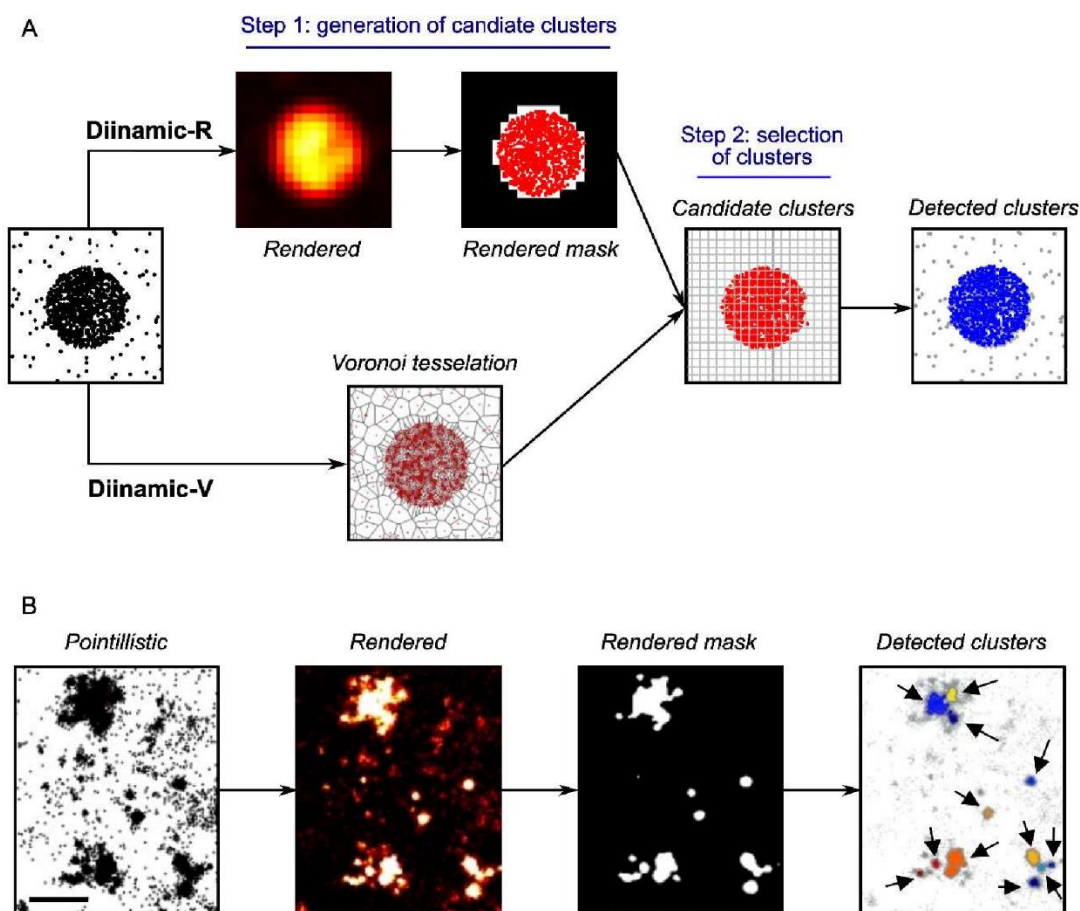 A
Step 1: generation of candiate clusters
Diinamic-R
Rendered
Rendered mask
Step 2: selection
of clusters
Candidate clusters
Detected clusters
Voronoi tesselation
Diinamic-V
B
Pointillistic
Rendered
Rendered mask
Detected clusters